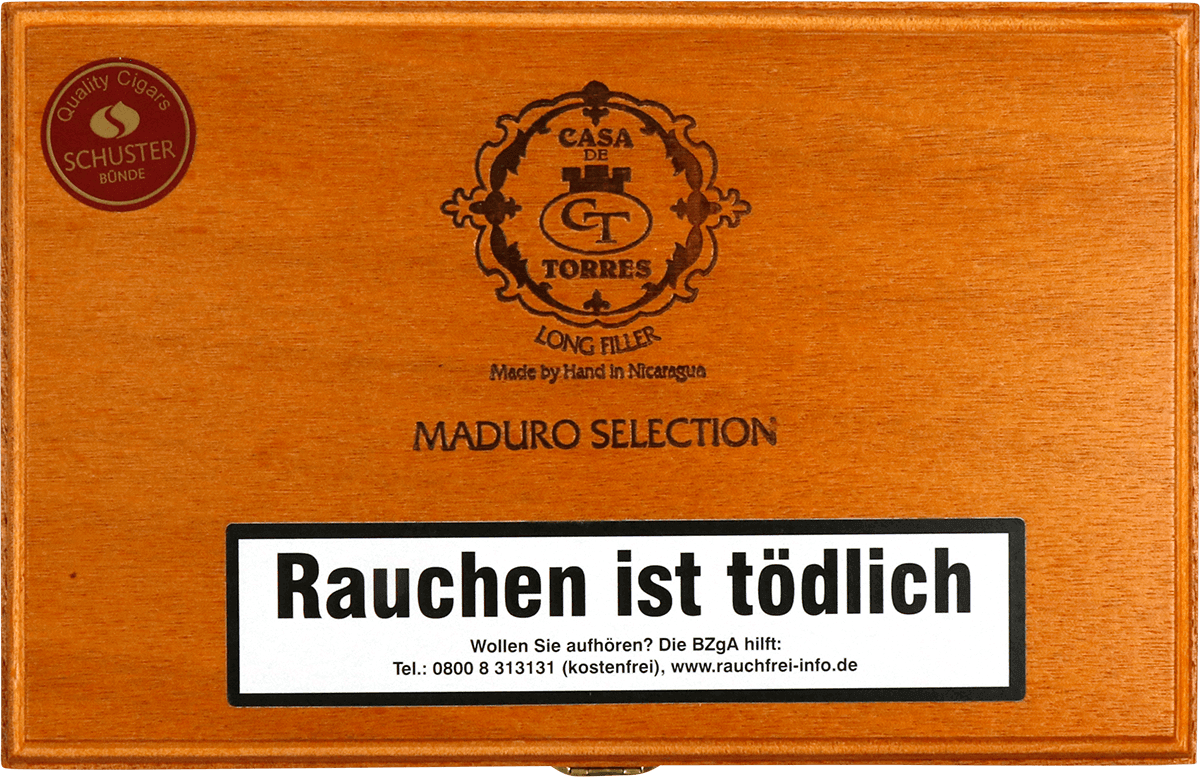 Quality Cigars
SCHUSTER
BÜNDE
CASA
DE
CT
TORRES
LONG FILLER
Made by Hand in Nicaragua
MADURO SELECTION
Rauchen ist tödlich
Wollen Sie aufhören? Die BZgA hilft:
Tel.: 0800 8 313131 (kostenfrei), www.rauchfrei-info.de